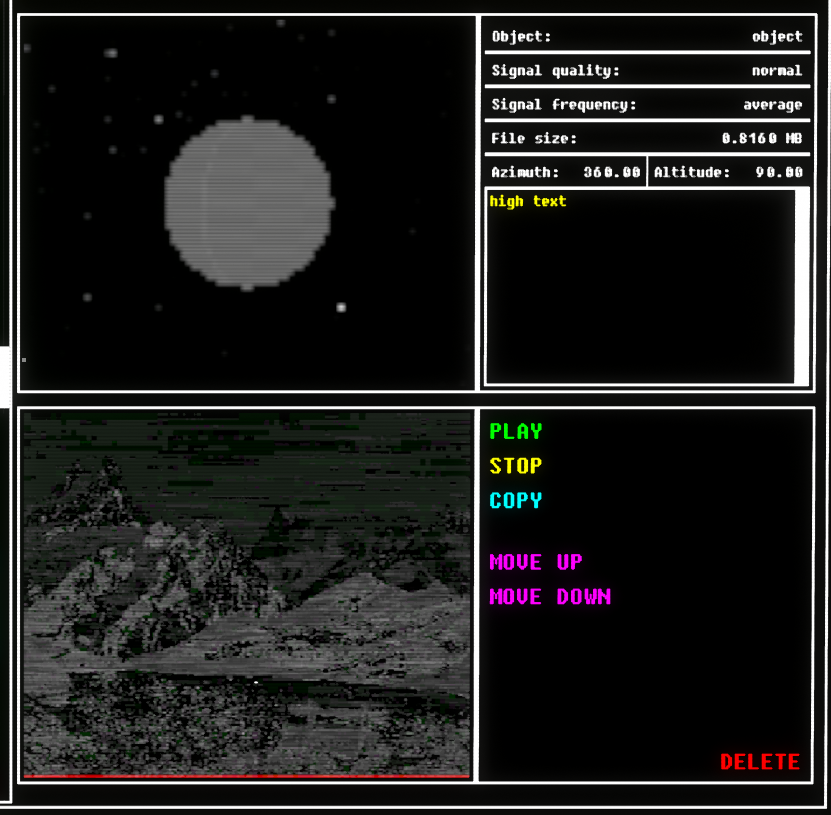 Object: object
Signal quality: normal
Signal frequency: average
File size: 0.8160 MB
Azimuth: 360.00 Altitude: 90.00
high text
PLAY
STOP
COPY
MOVE UP
MOVE DOWN
DELETE